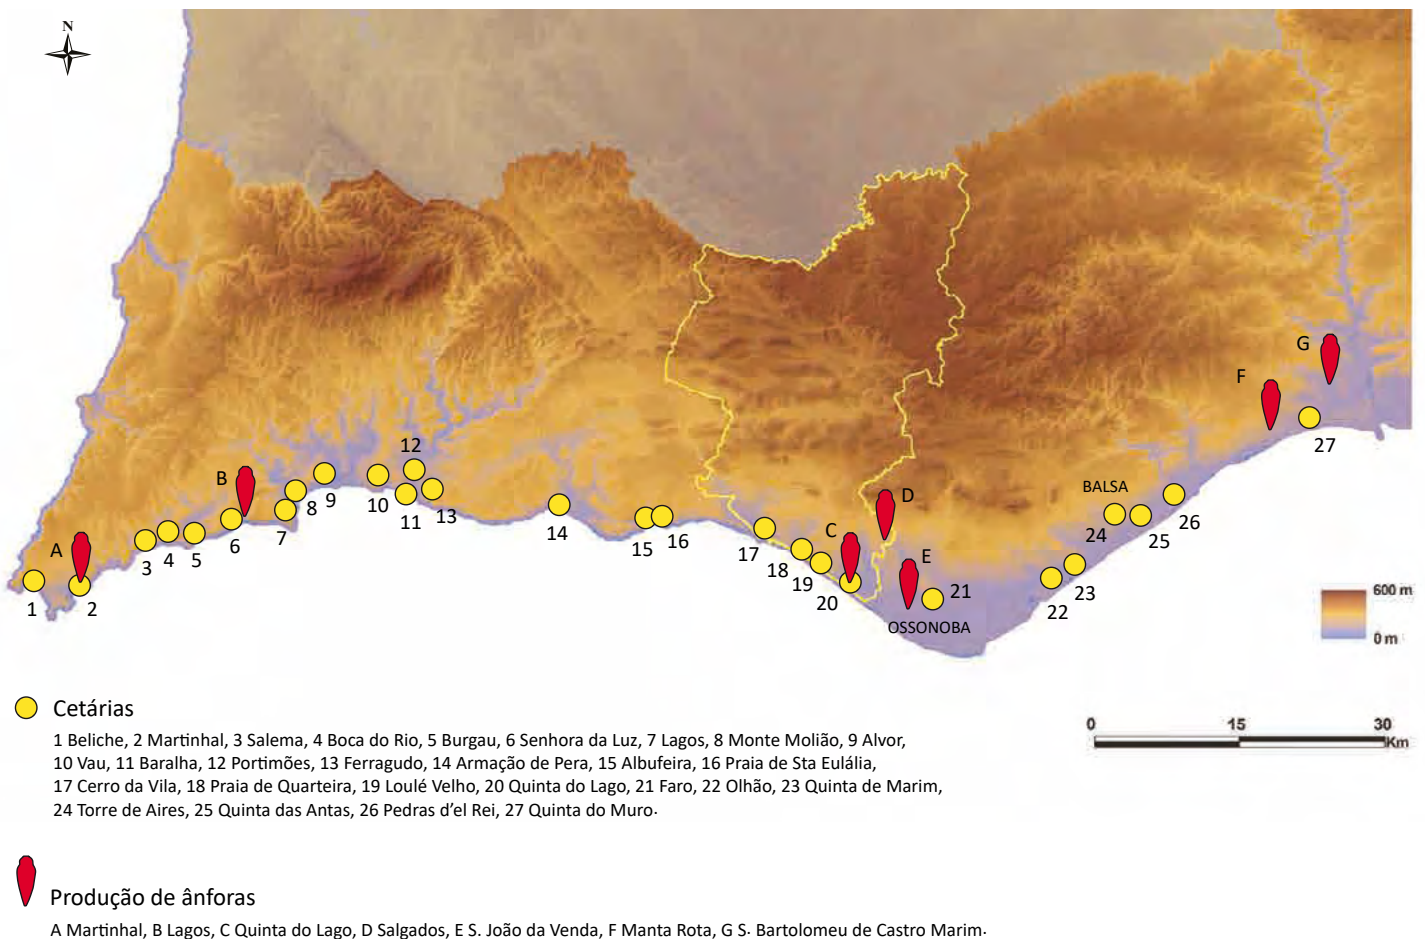 N
12
B
9
8
10
11
13
7
6
5
4
3
A
1
2
14
15
16
17
18
19
20
C
D
E
21
OSSONOBA
22
23
BALSA
24
25
26
F
G
27
600 m
0 m
0 15 30
Km
Cetárias
1 Beliche, 2 Martinhal, 3 Salema, 4 Boca do Rio, 5 Burgau, 6 Senhora da Luz, 7 Lagos, 8 Monte Molião, 9 Alvor,
10 Vau, 11 Baralha, 12 Portimões, 13 Ferragudo, 14 Armação de Pera, 15 Albufeira, 16 Praia de Sta Eulália,
17 Cerro da Vila, 18 Praia de Quarteira, 19 Loulé Velho, 20 Quinta do Lago, 21 Faro, 22 Olhão, 23 Quinta de Marim,
24 Torre de Aires, 25 Quinta das Antas, 26 Pedras d’el Rei, 27 Quinta do Muro.
Produção de ânforas
A Martinhal, B Lagos, C Quinta do Lago, D Salgados, E S. João da Venda, F Manta Rota, G S. Bartolomeu de Castro Marim.